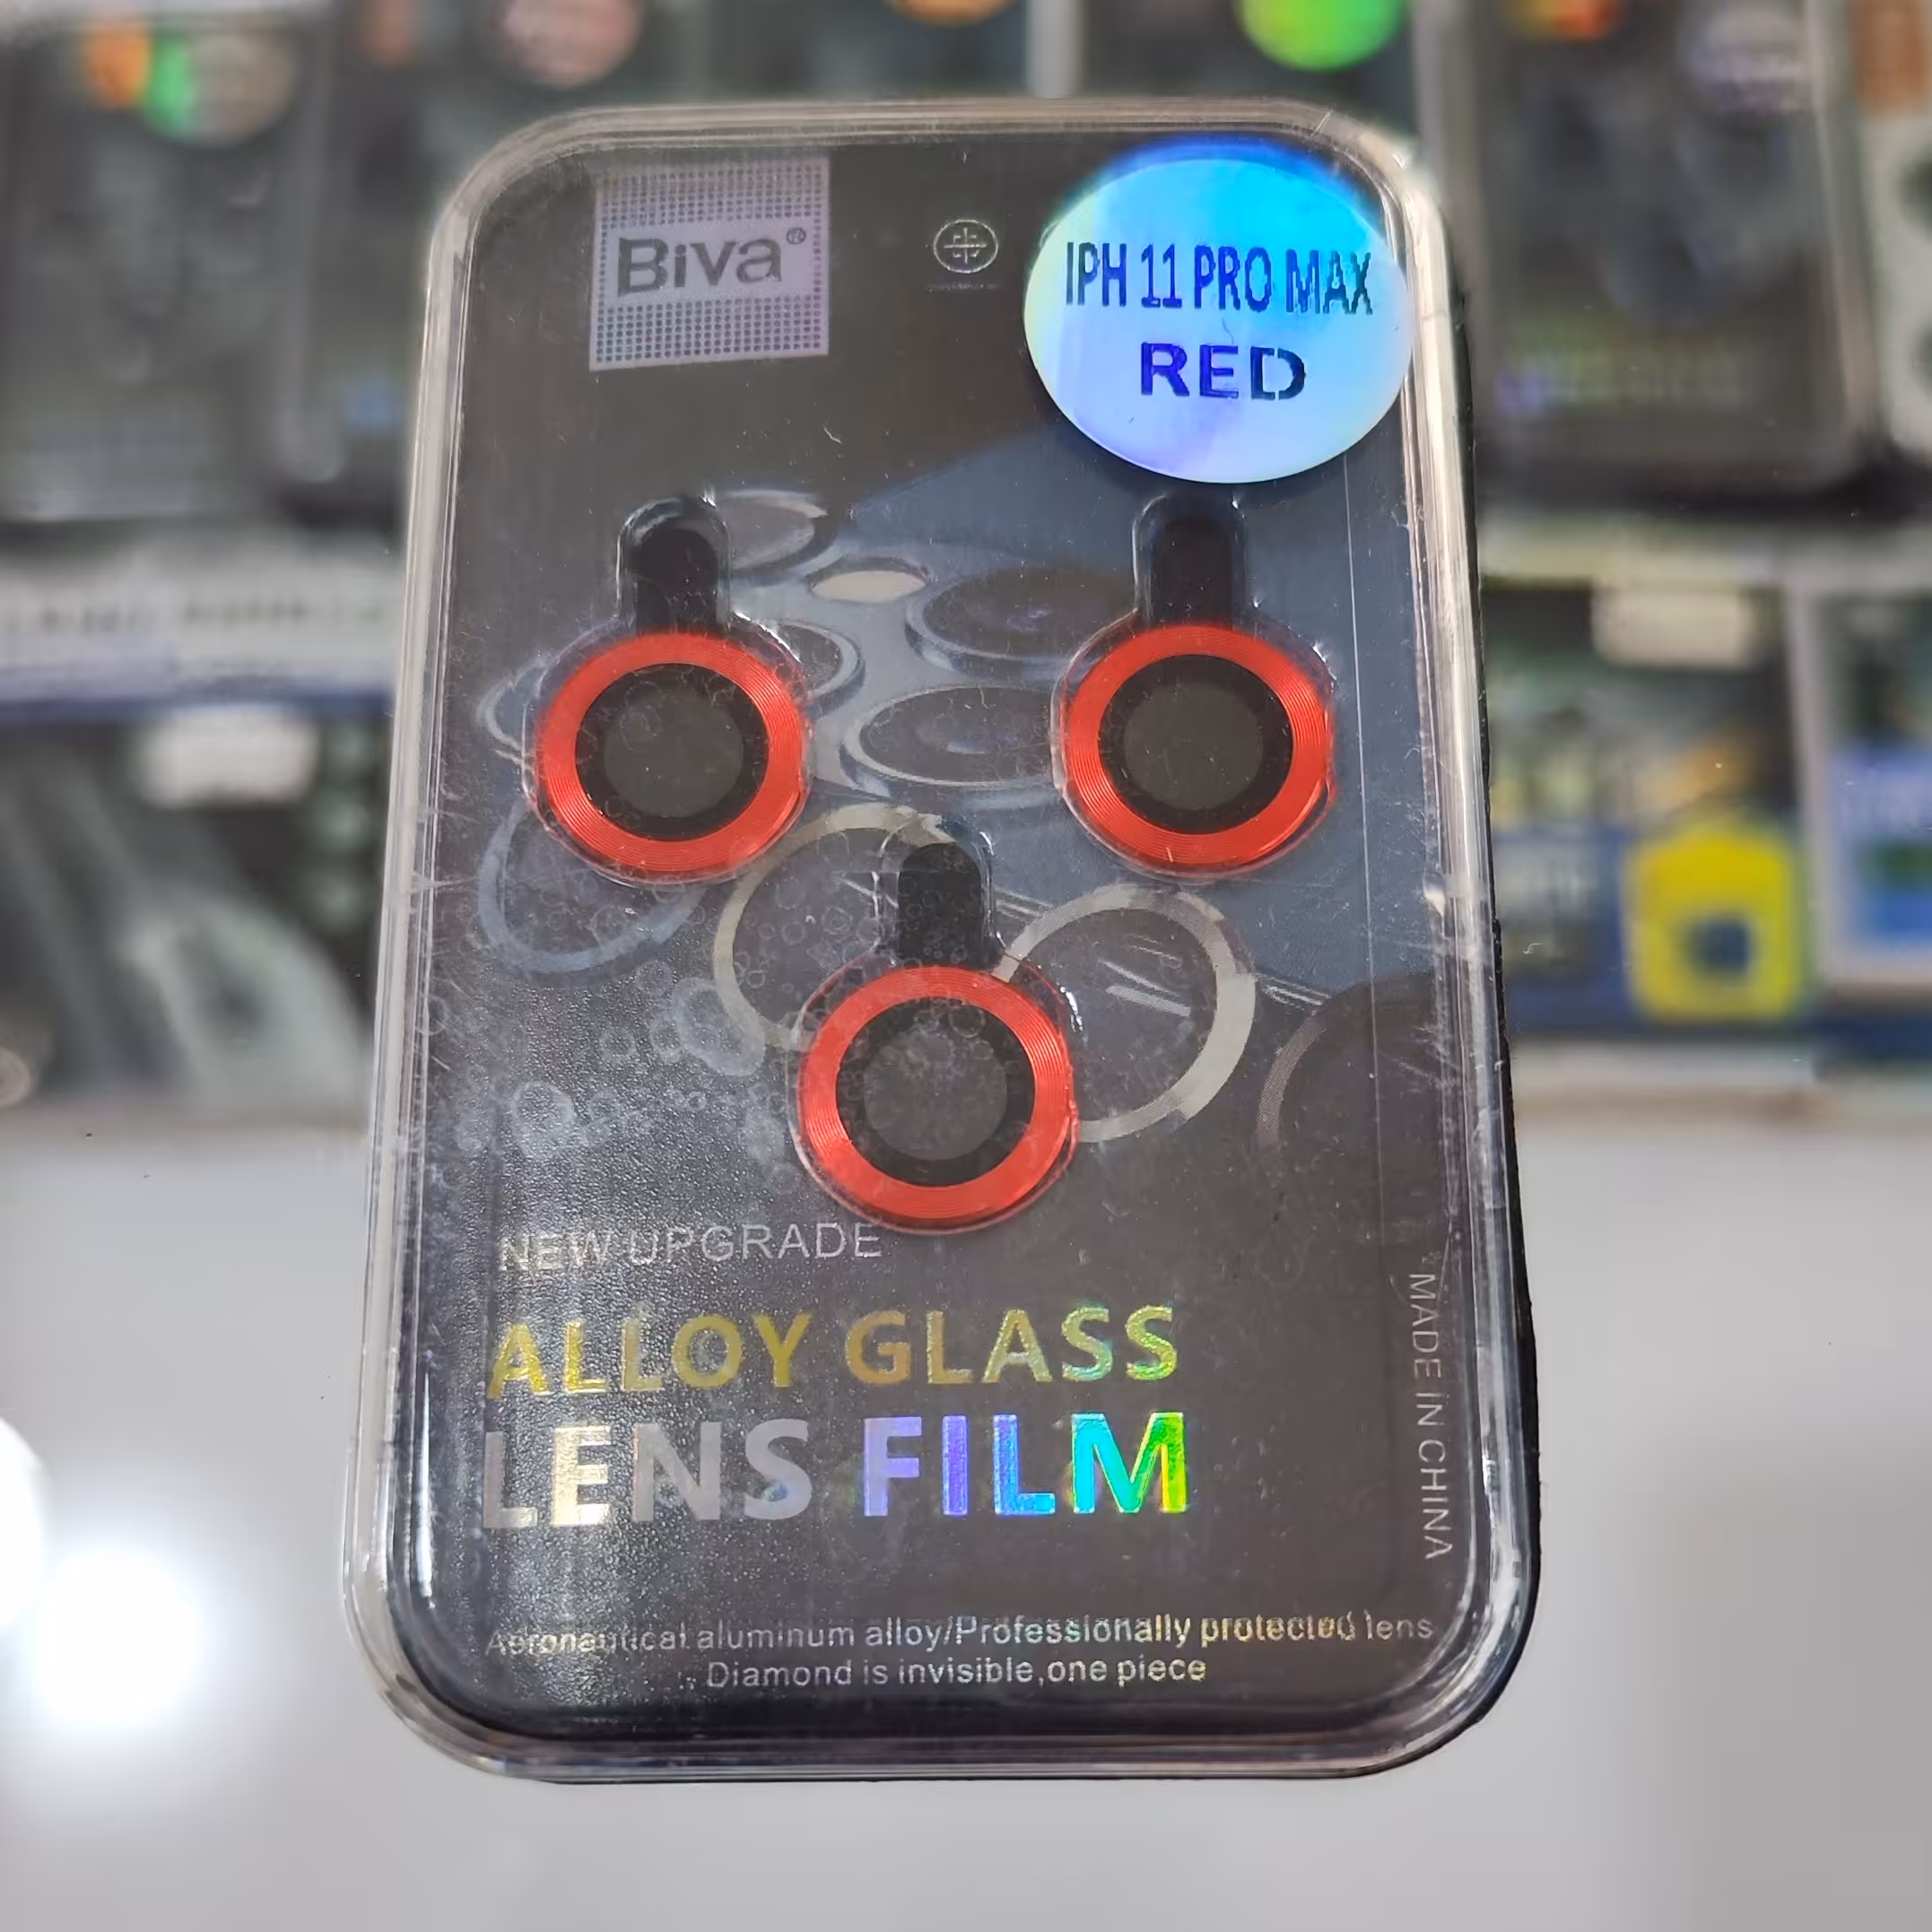 Biva®
IPH 11 PRO MAX
RED
NEW UPGRADE
ALLOY GLASS
LENS FILM
MADE IN CHINA
Aeronautical aluminum alloy/Professionally protected lens
Diamond is invisible,one piece